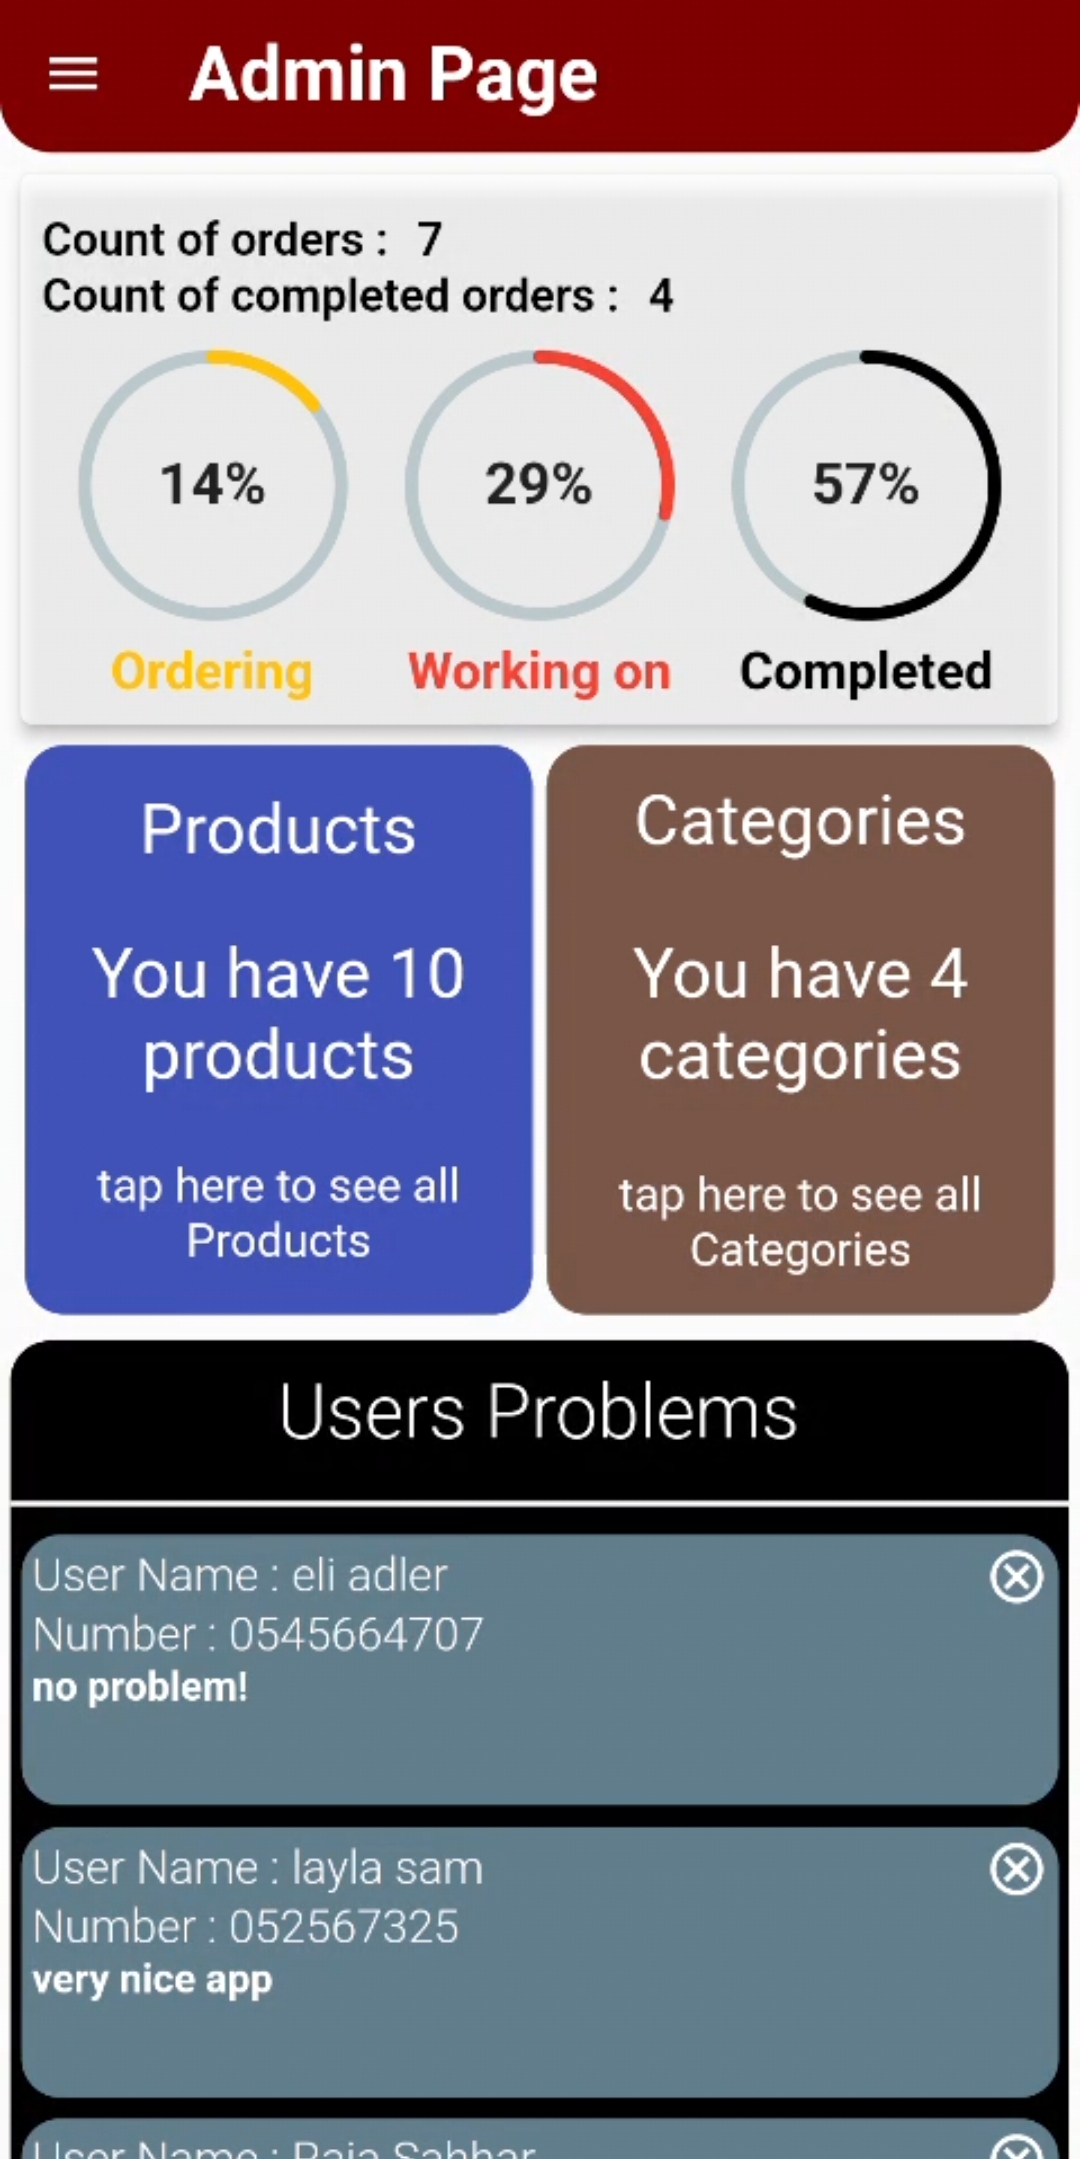 Admin Page
Count of orders : 7
Count of completed orders : 4
14%
29%
57%
Ordering
Working on
Completed
Products
You have 10
products
tap here to see all
Products
Categories
You have 4
categories
tap here to see all
Categories
Users Problems
User Name : eli adler
Number : 0545664707
no problem!
User Name : layla sam
Number : 052567325
very nice app
User Name : Raja Sahhar